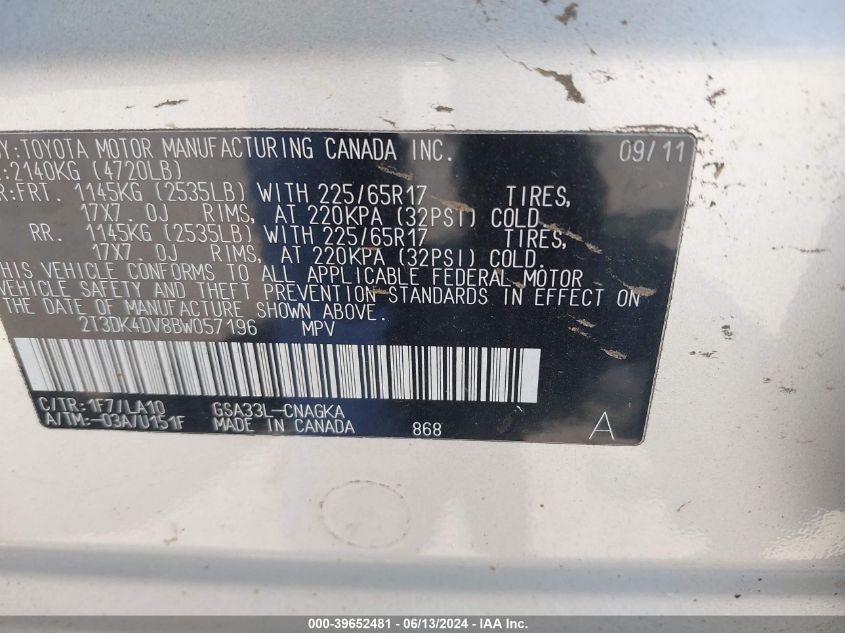 Y:TOYOTA MOTOR MANUFACTURING CANADA INC. 09/11
:2140KG (4720LB)
R:FRT. 1145KG (2535LB) WITH 225/65R17 TIRES,
17X7.0J RIMS, AT 220KPA (32PSI) COLD
RR. 1145KG (2535LB) WITH 225/65R17 TIRES,
17X7.0J RIMS, AT 220KPA (32PSI) COLD.
THIS VEHICLE CONFORMS TO ALL APPLICABLE FEDERAL MOTOR
VEHICLE SAFETY AND THEFT PREVENTION STANDARDS IN EFFECT ON
THE DATE OF MANUFACTURE SHOWN ABOVE.
2T3DK4DV8BW057196 MPV
C/TR:1F7/LA10 GSA33L-CNAGKA
A/TM:-03A/U151F MADE IN CANADA 868 A
000-39652481 - 06/13/2024 - IAA Inc.